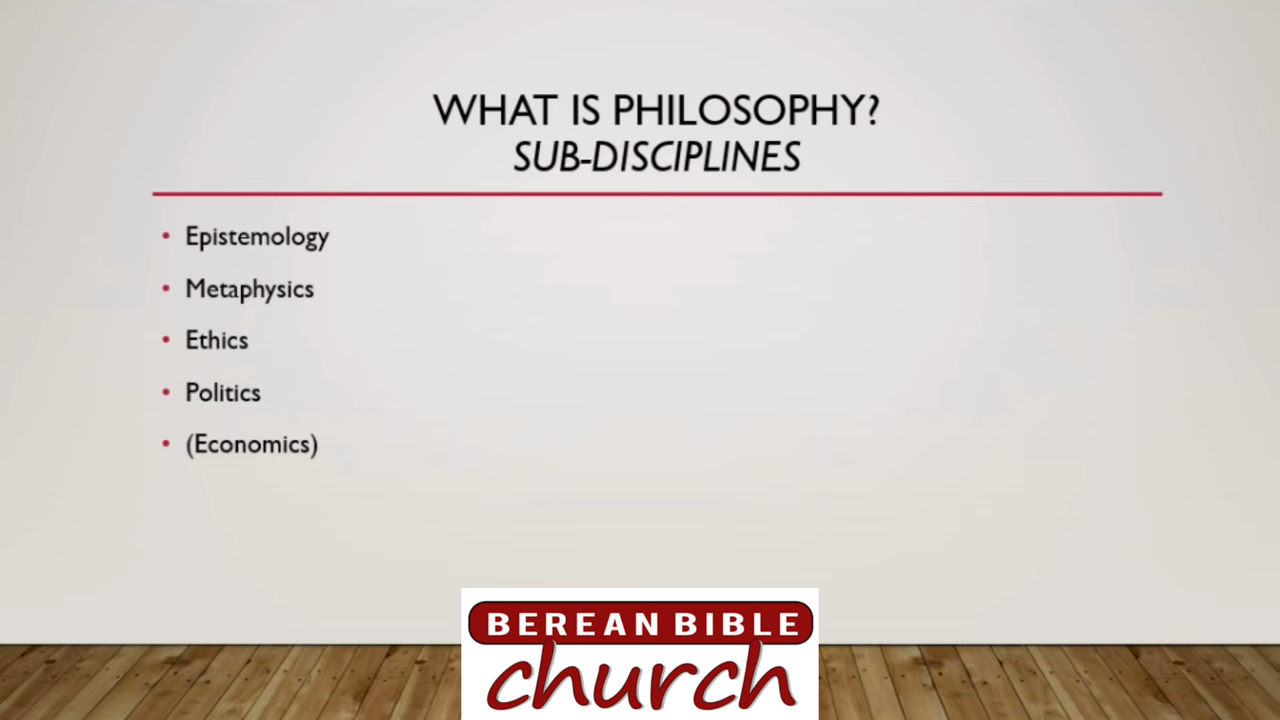 WHAT IS PHILOSOPHY?
SUB-DISCIPLINES
• Epistemology
• Metaphysics
• Ethics
• Politics
• (Economics)
BEREAN BIBLE
church